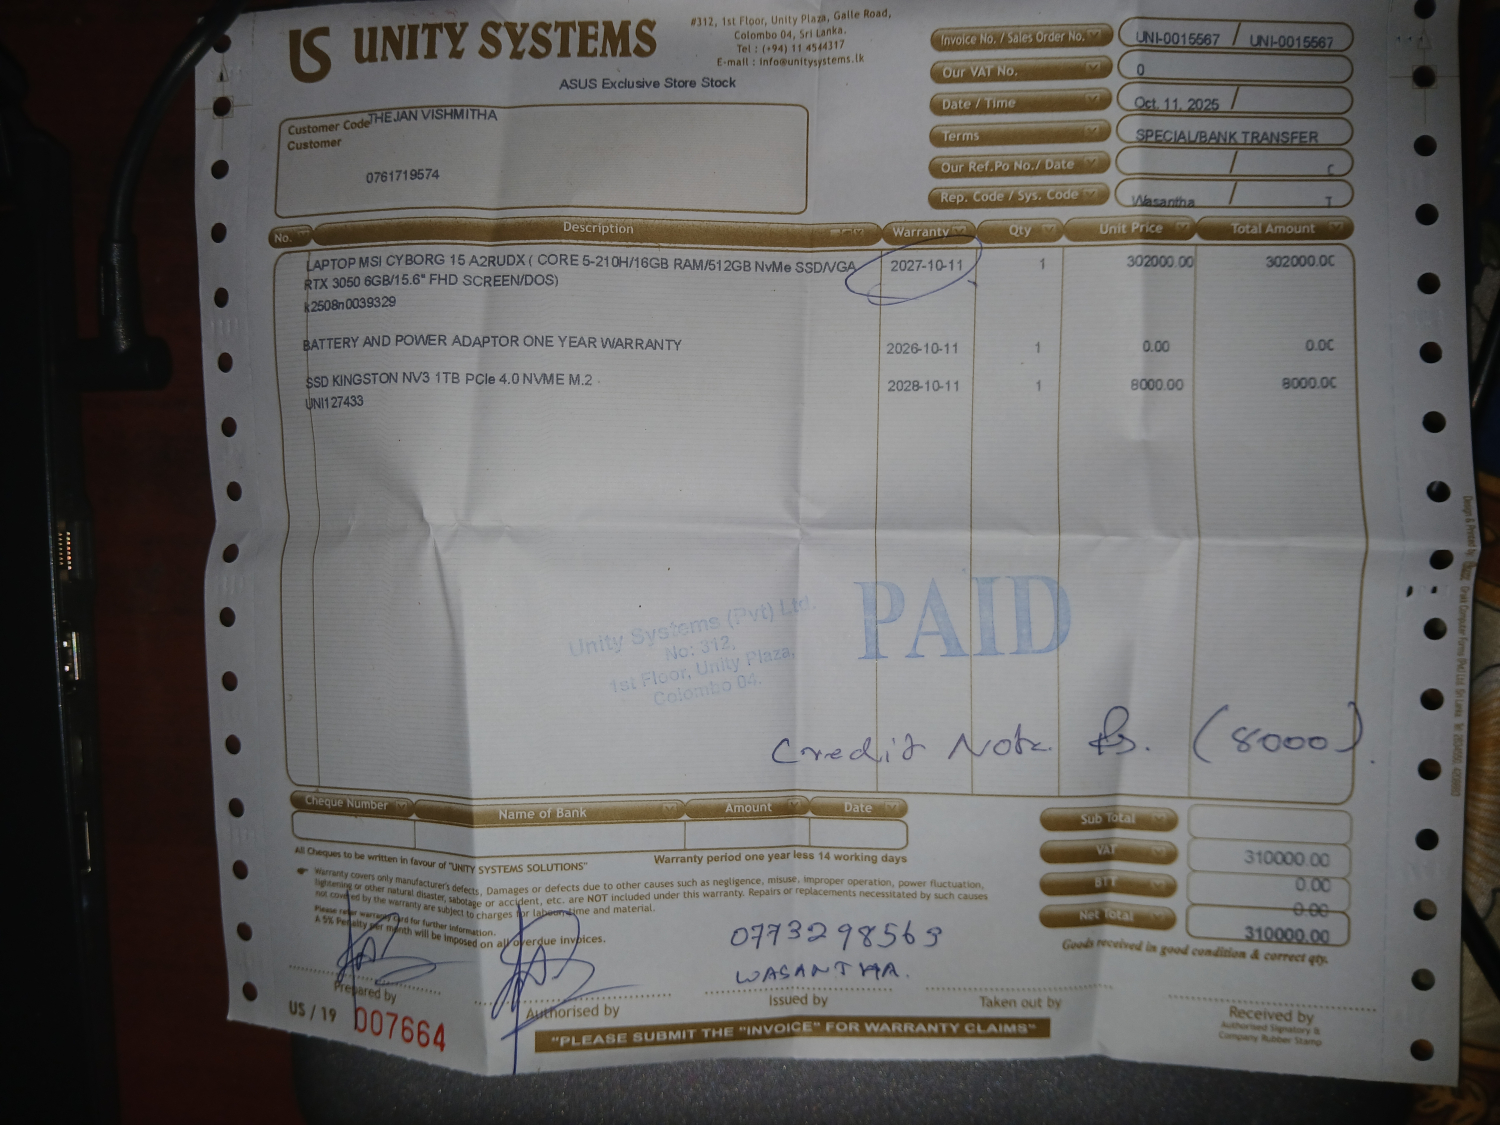 US UNITY SYSTEMS
#312, 1st Floor, Unity Plaza, Galle Road,
Colombo 04, Sri Lanka.
Tel : (+94) 11 4544317
E-mail : info@unitysystems.lk
ASUS Exclusive Store Stock
Invoice No. / Sales Order No. UNI-0015567 / UNI-0015567
Our VAT No. 0
Date / Time Oct. 11, 2025 /
Terms SPECIAL/BANK TRANSFER
Our Ref.Po No./ Date /
Rep. Code / Sys. Code Wasantha / T
Customer Code THEJAN VISHMITHA
Customer
0761719574
No. Description Warranty Qty Unit Price Total Amount
LAPTOP MSI CYBORG 15 A2RUDX ( CORE 5-210H/16GB RAM/512GB NvMe SSD/VGA 2027-10-11 1 302000.00 302000.0C
RTX 3050 6GB/15.6" FHD SCREEN/DOS)
k2508n0039329
BATTERY AND POWER ADAPTOR ONE YEAR WARRANTY 2026-10-11 1 0.00 0.0C
SSD KINGSTON NV3 1TB PCIe 4.0 NVME M.2 2028-10-11 1 8000.00 8000.0C
UNI127433
PAID
Unity Systems (Pvt) Ltd.
No: 312,
1st Floor, Unity Plaza,
Colombo 04.
Credit Note Rs. (8000).
Cheque Number Name of Bank Amount Date
Sub Total
VAT 310000.00
BTT 0.00
0.00
Net Total 310000.00
All Cheques to be written in favour of "UNITY SYSTEMS SOLUTIONS"
Warranty period one year less 14 working days
Warranty covers only manufacturer's defects, Damages or defects due to other causes such as negligence, misuse, improper operation, power fluctuation,
lightening or other natural disaster, sabotage or accident, etc. are NOT included under this warranty. Repairs or replacements necessitated by such causes
not covered by the warranty are subject to charges for labour, time and material.
Please refer warranty card for further information.
A 5% Penalty per month will be imposed on all overdue invoices.
Goods received in good condition & correct qty.
0773298569
WASANTHA.
Prepared by
Authorised by
Issued by
Taken out by
Received by
Authorised Signatory &
Company Rubber Stamp
US / 19 007664
"PLEASE SUBMIT THE "INVOICE" FOR WARRANTY CLAIMS"